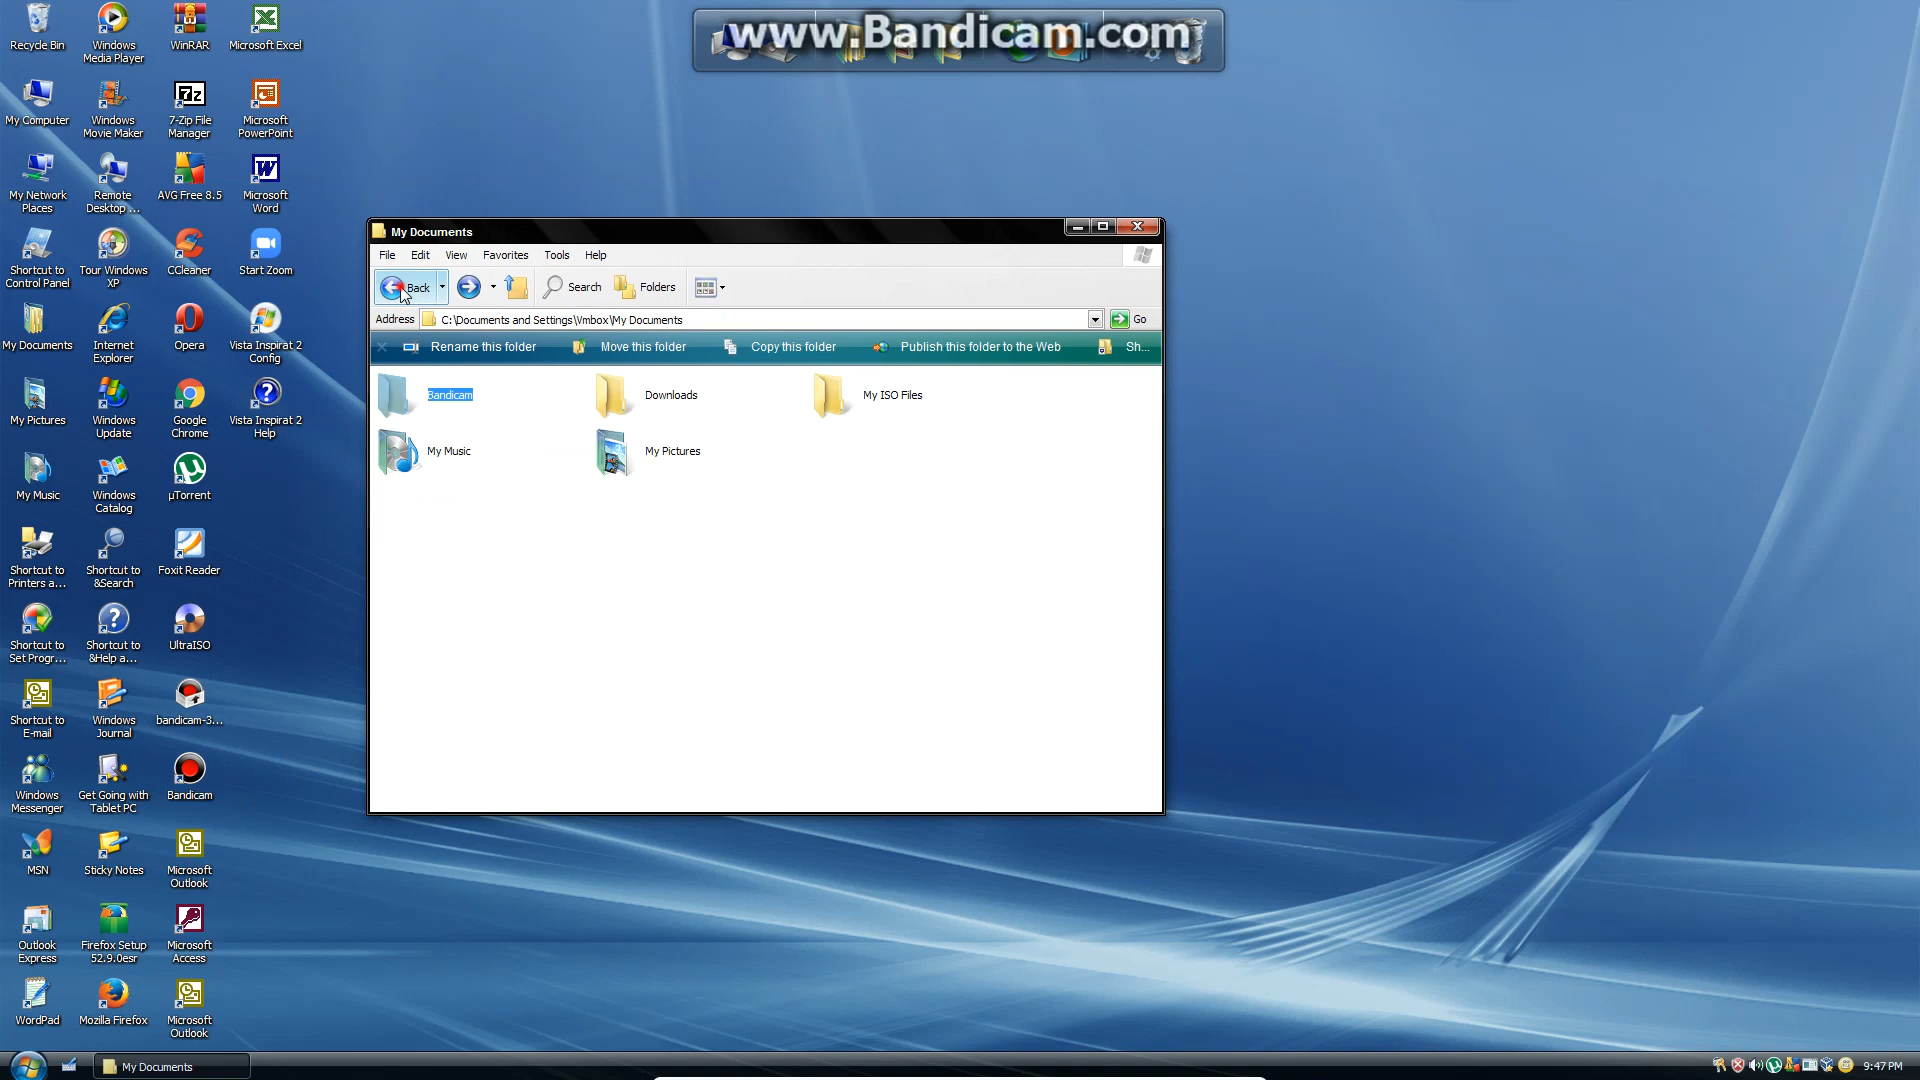 www.Bandicam.com
Recycle Bin
Windows
Media Player
WinRAR
Microsoft Excel
My Computer
Windows
Movie Maker
7z
7-Zip File
Manager
Microsoft
PowerPoint
My Network
Places
Remote
Desktop ...
AVG Free 8.5
Microsoft
Word
Shortcut to
Control Panel
Tour Windows
XP
CCleaner
Start Zoom
My Documents
Internet
Explorer
Opera
Vista Inspirat 2
Config
My Pictures
Windows
Update
Google
Chrome
Vista Inspirat 2
Help
My Music
Windows
Catalog
µTorrent
Shortcut to
Printers a...
Shortcut to
&Search
Foxit Reader
Shortcut to
Set Progr...
Shortcut to
&Help a...
UltraISO
Shortcut to
E-mail
Windows
Journal
bandicam-3...
Windows
Messenger
Get Going with
Tablet PC
Bandicam
MSN
Sticky Notes
Microsoft
Outlook
Outlook
Express
Firefox Setup
52.9.0esr
Microsoft
Access
WordPad
Mozilla Firefox
Microsoft
Outlook
My Documents
File Edit View Favorites Tools Help
Back Search Folders
Address C:\Documents and Settings\Vmbox\My Documents Go
Rename this folder Move this folder Copy this folder Publish this folder to the Web Sh...
Bandicam Downloads My ISO Files
My Music My Pictures
My Documents
9:47 PM